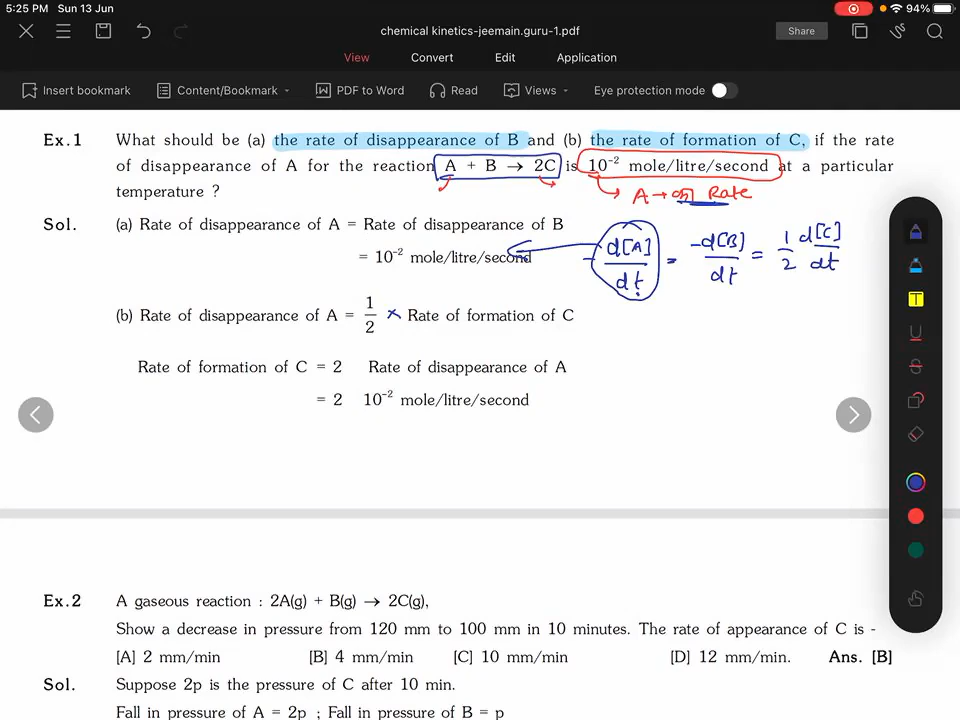 5:25 PM Sun 13 Jun 94%
chemical kinetics-jeemain.guru-1.pdf
Share
View Convert Edit Application
Insert bookmark Content/Bookmark PDF to Word Read Views Eye protection mode
Ex.1 What should be (a) the rate of disappearance of B and (b) the rate of formation of C, if the rate
of disappearance of A for the reaction A + B → 2C is 10⁻² mole/litre/second at a particular
temperature ?
A → Rate
Sol. (a) Rate of disappearance of A = Rate of disappearance of B
= 10⁻² mole/litre/second
- d[A]/dt = -d[B]/dt = 1/2 d[C]/dt
(b) Rate of disappearance of A = 1/2 × Rate of formation of C
Rate of formation of C = 2 Rate of disappearance of A
= 2 10⁻² mole/litre/second
Ex.2 A gaseous reaction : 2A(g) + B(g) → 2C(g),
Show a decrease in pressure from 120 mm to 100 mm in 10 minutes. The rate of appearance of C is -
[A] 2 mm/min [B] 4 mm/min [C] 10 mm/min [D] 12 mm/min. Ans. [B]
Sol. Suppose 2p is the pressure of C after 10 min.
Fall in pressure of A = 2p ; Fall in pressure of B = p